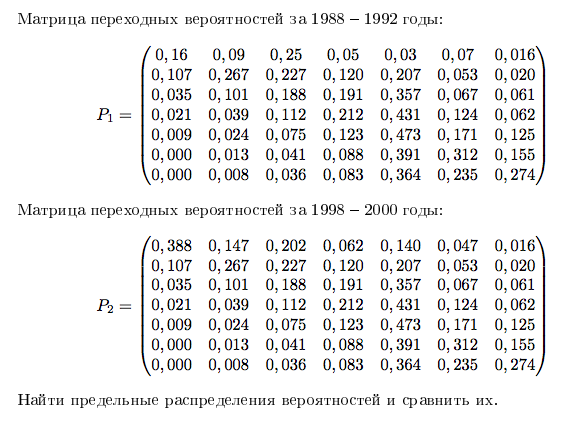 Матрица переходных вероятностей за 1988 – 1992 годы:
0,16 0,09 0,25 0,05 0,03 0,07 0,016
0,107 0,267 0,227 0,120 0,207 0,053 0,020
0,035 0,101 0,188 0,191 0,357 0,067 0,061
P₁ = 0,021 0,039 0,112 0,212 0,431 0,124 0,062
0,009 0,024 0,075 0,123 0,473 0,171 0,125
0,000 0,013 0,041 0,088 0,391 0,312 0,155
0,000 0,008 0,036 0,083 0,364 0,235 0,274
Матрица переходных вероятностей за 1998 – 2000 годы:
0,388 0,147 0,202 0,062 0,140 0,047 0,016
0,107 0,267 0,227 0,120 0,207 0,053 0,020
0,035 0,101 0,188 0,191 0,357 0,067 0,061
P₂ = 0,021 0,039 0,112 0,212 0,431 0,124 0,062
0,009 0,024 0,075 0,123 0,473 0,171 0,125
0,000 0,013 0,041 0,088 0,391 0,312 0,155
0,000 0,008 0,036 0,083 0,364 0,235 0,274
Найти предельные распределения вероятностей и сравнить их.